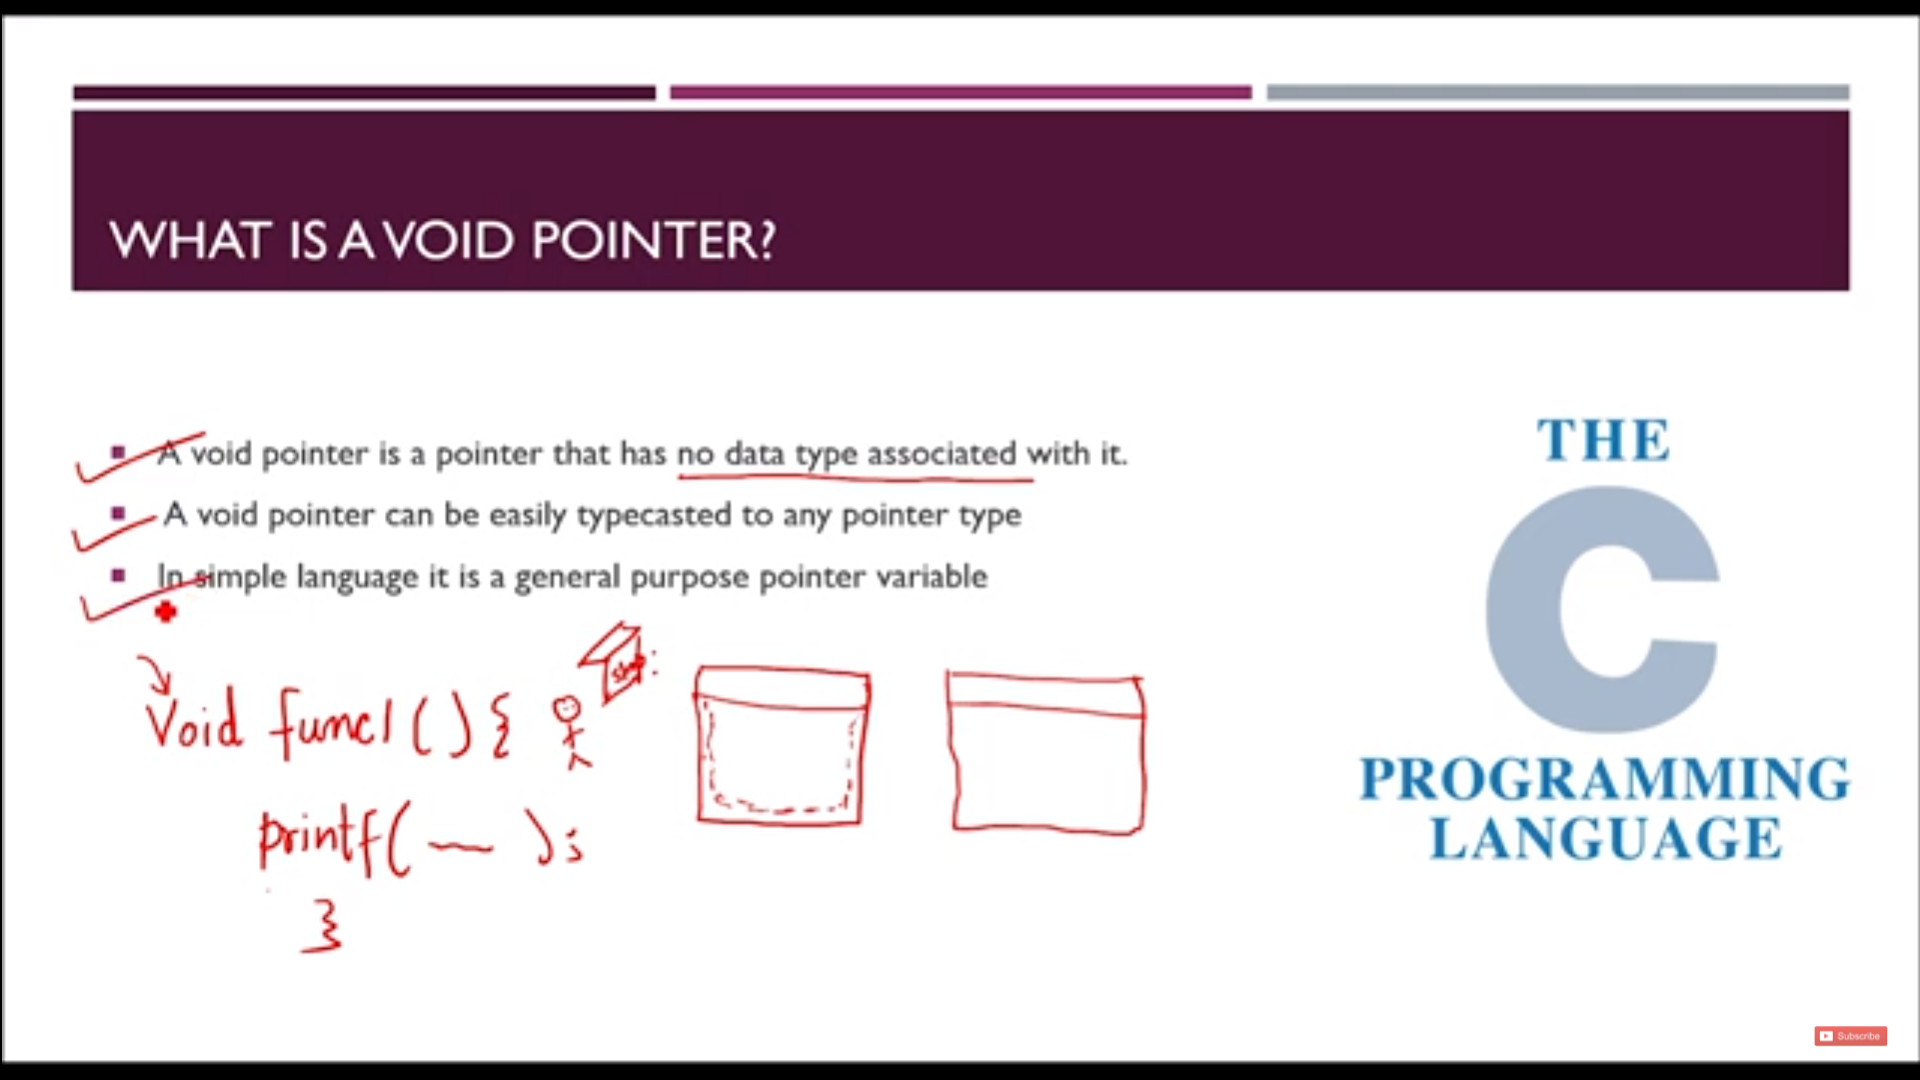 WHAT IS A VOID POINTER?
A void pointer is a pointer that has no data type associated with it.
A void pointer can be easily typecasted to any pointer type
In simple language it is a general purpose pointer variable
THE
C
PROGRAMMING
LANGUAGE
Void func1 () {
printf( — );
}
Subscribe